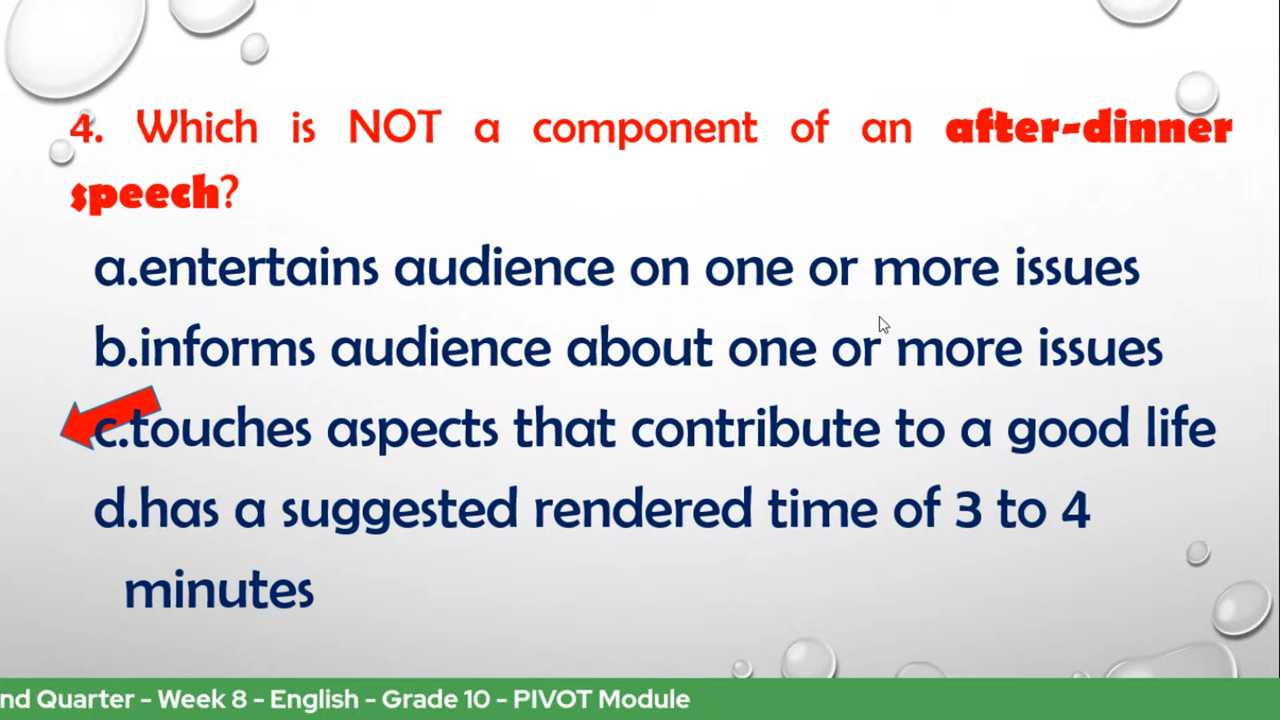 4. Which is NOT a component of an after-dinner
speech?
a.entertains audience on one or more issues
b.informs audience about one or more issues
c.touches aspects that contribute to a good life
d.has a suggested rendered time of 3 to 4
minutes
nd Quarter - Week 8 - English - Grade 10 - PIVOT Module